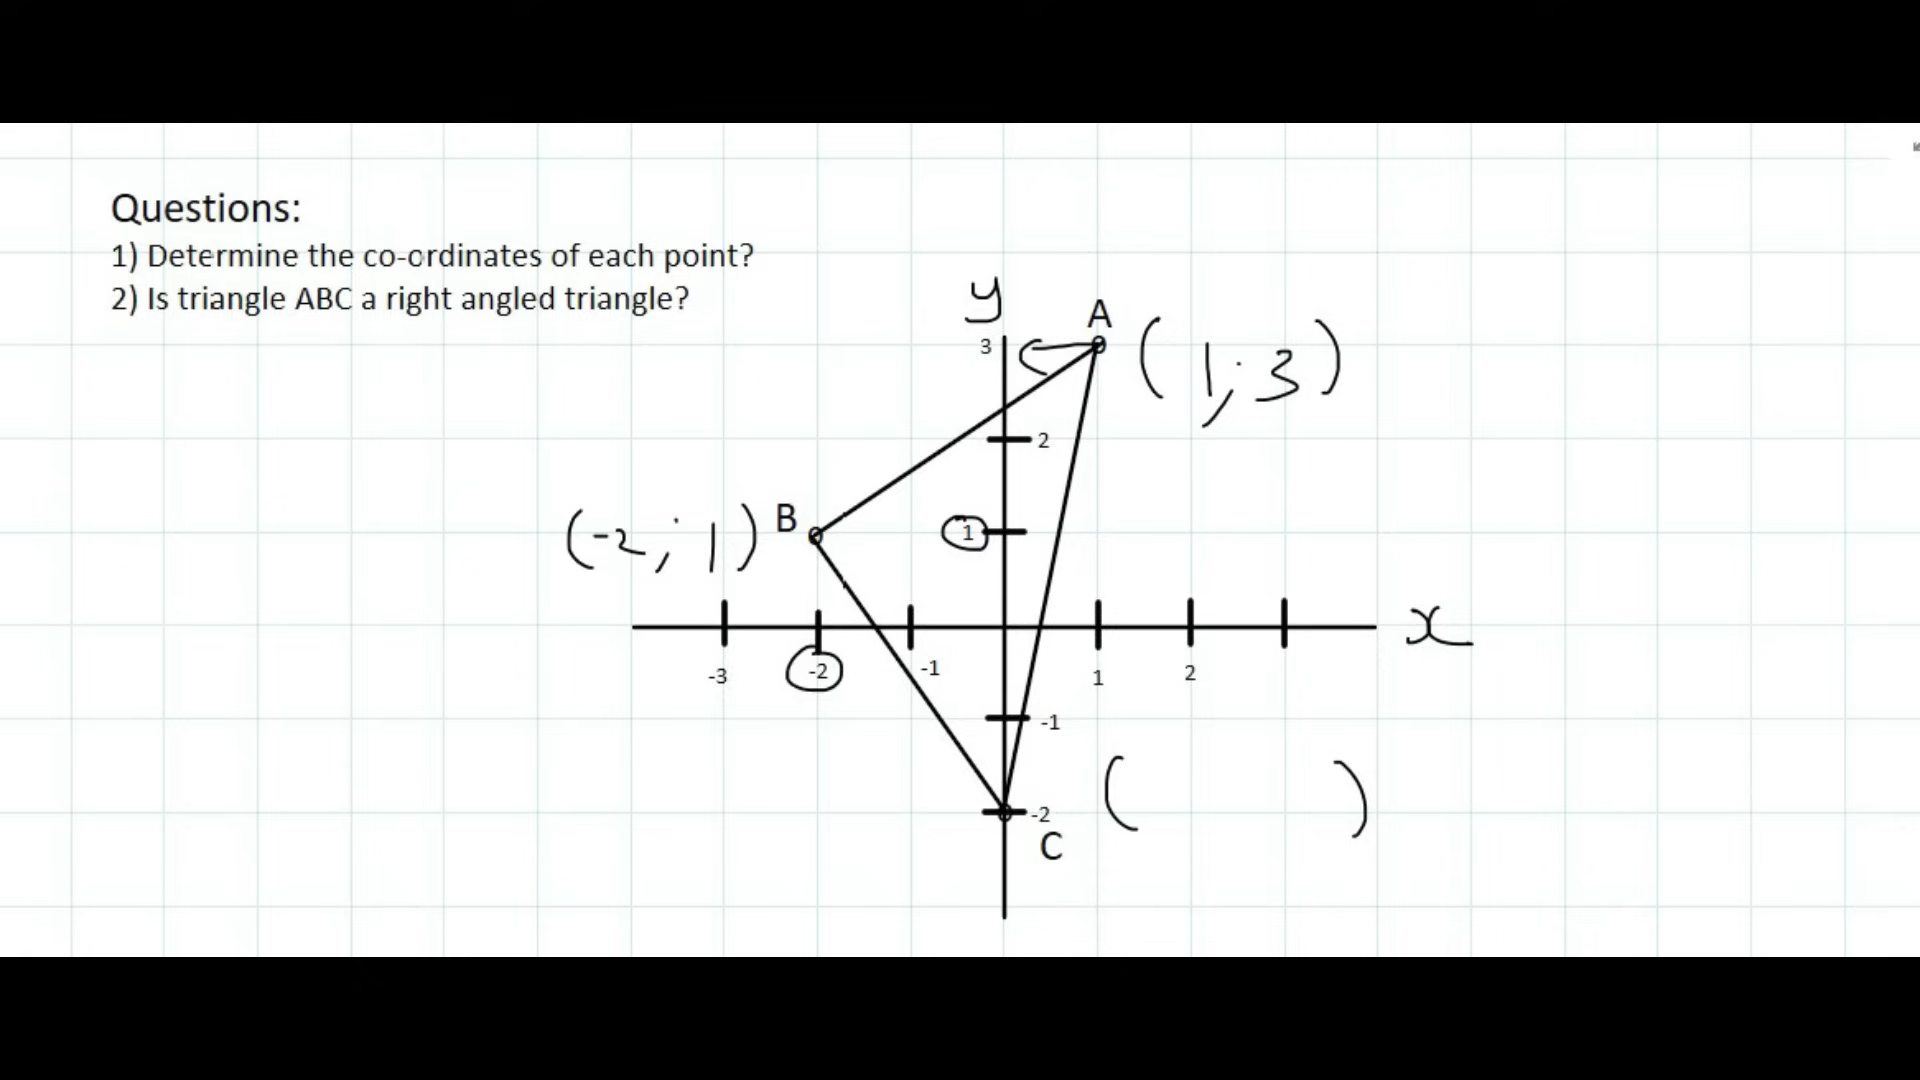 Questions:
1) Determine the co-ordinates of each point?
2) Is triangle ABC a right angled triangle?
y
A
3
(1;3)
2
(-2;1)
B
1
x
-3
-2
-1
1
2
-1
( )
-2
C